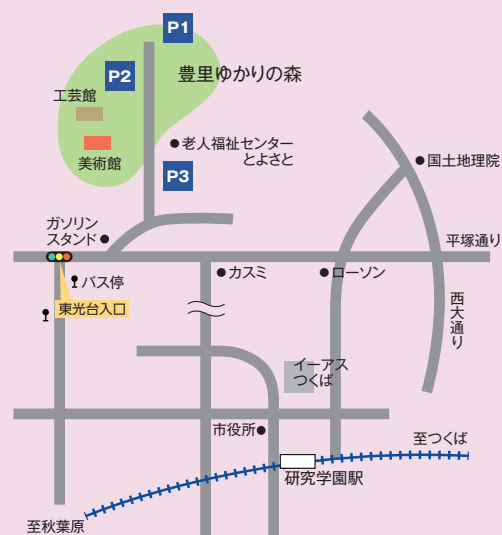 P1
P2
豊里ゆかりの森
工芸館
美術館
老人福祉センター
とよさと
P3
国土地理院
ガソリン
スタンド
平塚通り
バス停
カスミ
ローソン
東光台入口
西大通り
イーアス
つくば
市役所
至つくば
研究学園駅
至秋葉原